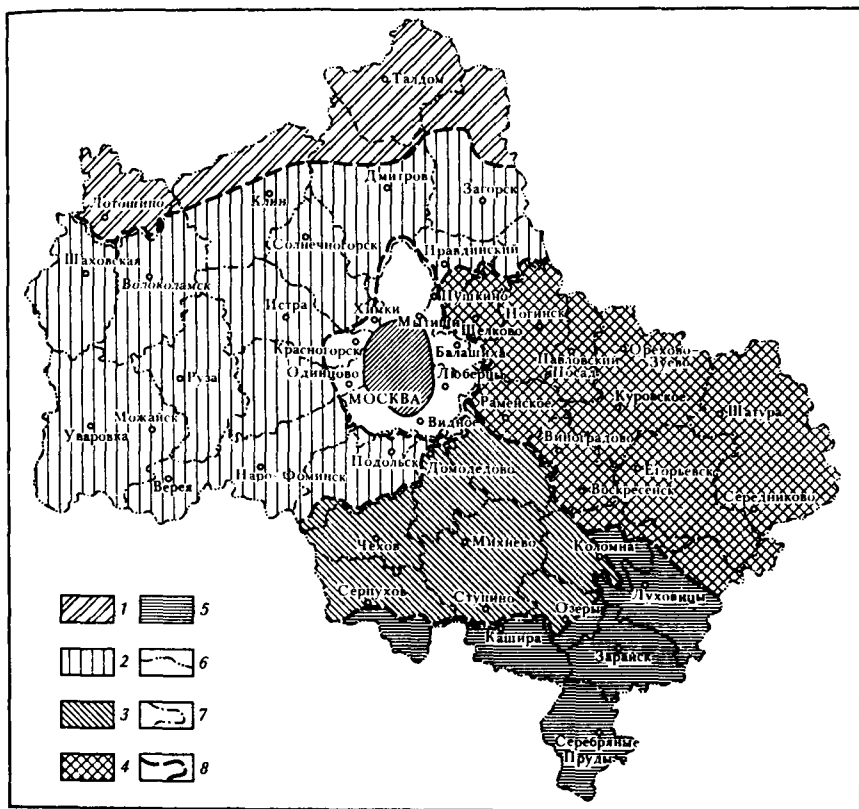 Талдом
Дмитров
Загорск
Клин
Лотошино
Солнечногорск
Правдинский
Шаховская
Волоколамск
Пушкино
Истра
Химки
Ногинск
Мытищи
Щелково
Красногорск
Балашиха
Павловский
Посад
Орехово-
Зуево
Одинцово
Люберцы
Руза
МОСКВА
Раменское
Куровское
Шатура
Можайск
Уваровка
Видное
Виноградово
Подольск
Домодедово
Егорьевск
Наро-Фоминск
Верея
Воскресенск
Середниково
Чехов
Михнево
Коломна
Серпухов
Ступино
Озеры
Луховицы
Кашира
Зарайск
Серебряные
Пруды
1 5
2 6
3 7
4 8